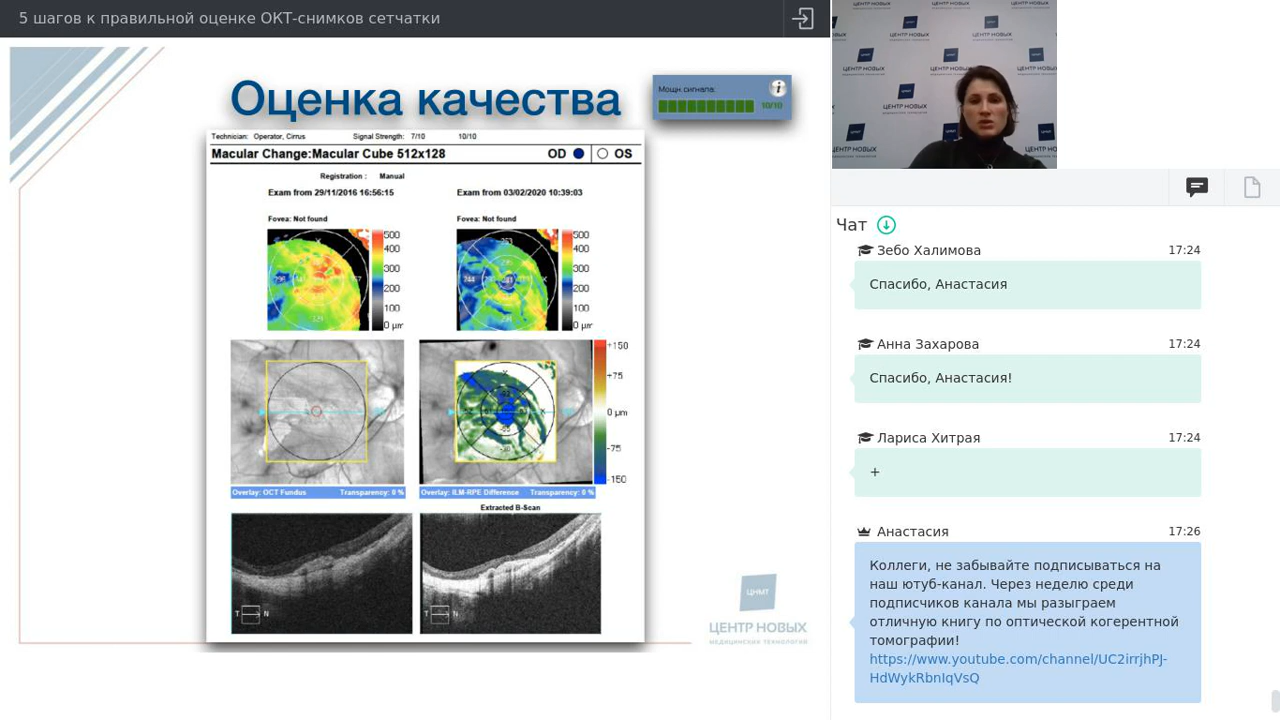 5 шагов к правильной оценке ОКТ-снимков сетчатки
Оценка качества
Мощн сигнала:
10/10
Technician: Operator, Cirrus Signal Strength: 7/10 10/10
Macular Change:Macular Cube 512x128 OD OS
Registration : Manual
Exam from 29/11/2016 16:56:15 Exam from 03/02/2020 10:39:03
Fovea: Not found Fovea: Not found
500 500
400 400
300 300
200 200
100 100
0 µm 0 µm
+150
+75
0 µm
-75
-150
Overlay: OCT Fundus Transparency: 0 % Overlay: ILM-RPE Difference Transparency: 0 %
Extracted B-Scan
T N T N
ЦНМТ
ЦЕНТР НОВЫХ
МЕДИЦИНСКИХ ТЕХНОЛОГИЙ
ЦЕНТР НОВЫХ
Чат
Зебо Халимова 17:24
Спасибо, Анастасия
Анна Захарова 17:24
Спасибо, Анастасия!
Лариса Хитрая 17:24
+
Анастасия 17:26
Коллеги, не забывайте подписываться на
наш ютуб-канал. Через неделю среди
подписчиков канала мы разыграем
отличную книгу по оптической когерентной
томографии!
https://www.youtube.com/channel/UC2irrjhPJ-
HdWykRbnIqVsQ